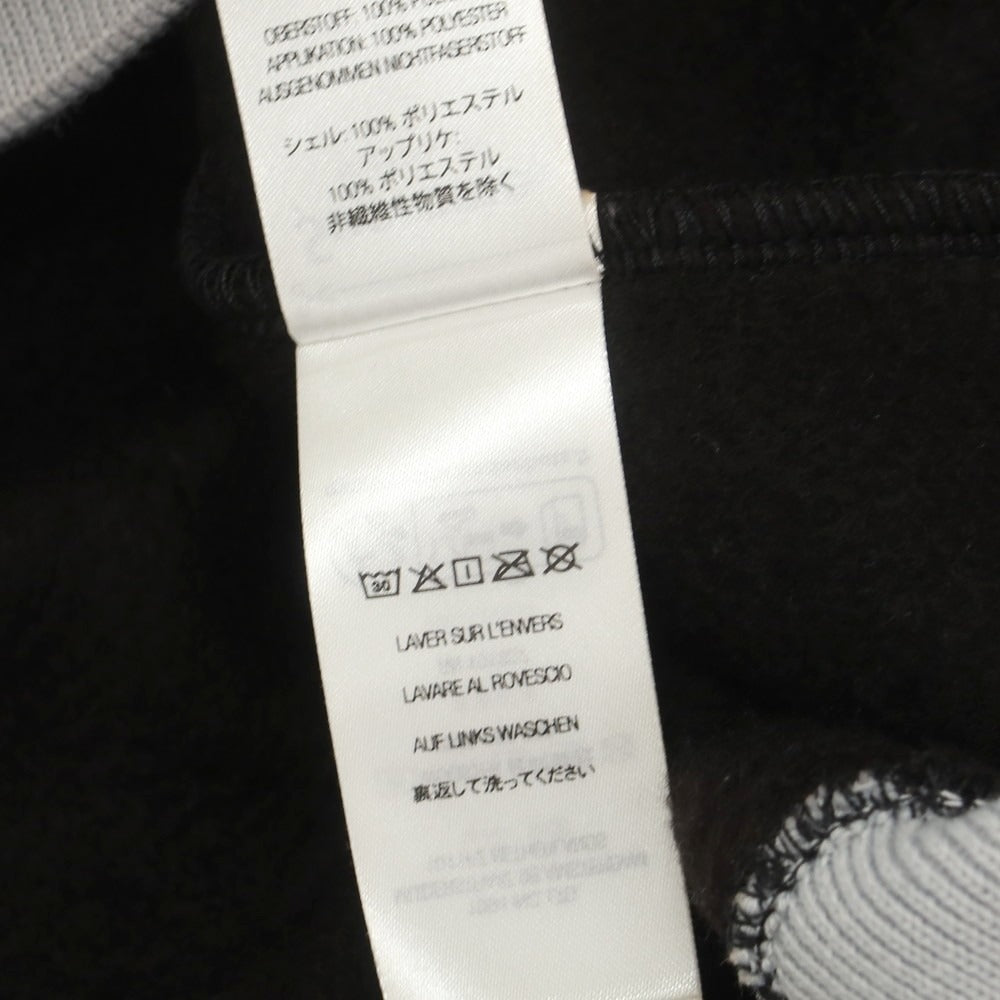 OBERSTOFF: 100%
APPLIKATION: 100% POLYESTER
AUSGENOMMEN NICHTFASERSTOFF
シェル: 100% ポリエステル
アップリケ:
100% ポリエステル
非繊維性物質を除く
30
LAVER SUR L'ENVERS
LAVARE AL ROVESCIO
AUF LINKS WASCHEN
裏返して洗ってください